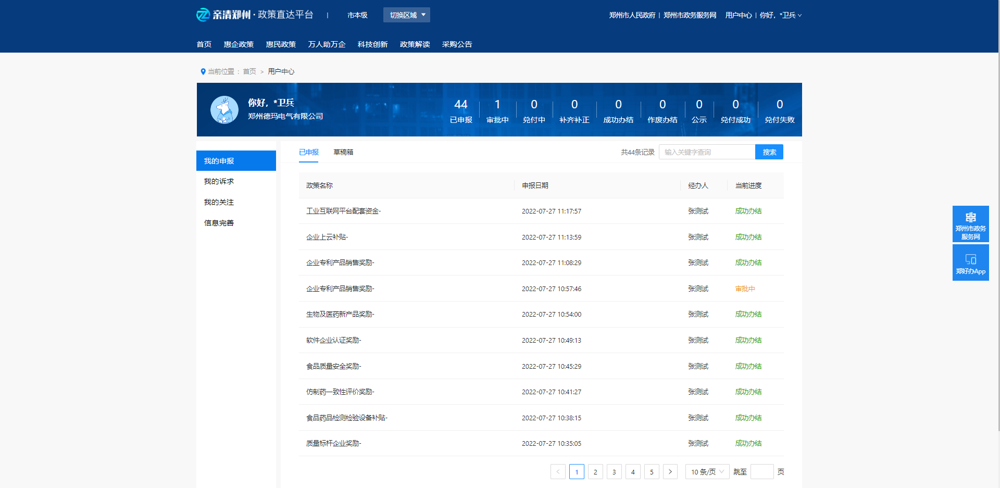 亲清郑州·政策直达平台 | 市本级 切换区域 郑州市人民政府 | 郑州市政务服务网 用户中心 | 你好，*卫兵
首页 惠企政策 惠民政策 万人助万企 科技创新 政策解读 采购公告
当前位置 : 首页 > 用户中心
你好，*卫兵
郑州德玛电气有限公司
44 1 0 0 0 0 0 0 0
已申报 审批中 兑付中 补齐补正 成功办结 作废办结 公示 兑付成功 兑付失败
我的申报
我的诉求
我的关注
信息完善
已申报 草稿箱 共44条记录 输入关键字查询 搜索
政策名称 申报日期 经办人 当前进度
工业互联网平台配套资金- 2022-07-27 11:17:57 张测试 成功办结
企业上云补贴- 2022-07-27 11:13:59 张测试 成功办结
企业专利产品销售奖励- 2022-07-27 11:08:29 张测试 成功办结
企业专利产品销售奖励- 2022-07-27 10:57:46 张测试 审批中
生物及医药新产品奖励- 2022-07-27 10:54:00 张测试 成功办结
软件企业认证奖励- 2022-07-27 10:49:13 张测试 成功办结
食品质量安全奖励- 2022-07-27 10:45:29 张测试 成功办结
仿制药一致性评价奖励- 2022-07-27 10:41:27 张测试 成功办结
食品药品检测检验设备补贴- 2022-07-27 10:38:15 张测试 成功办结
质量标杆企业奖励- 2022-07-27 10:35:05 张测试 成功办结
< 1 2 3 4 5 > 10 条/页 跳至 页
郑州市政务
服务网
郑好办App